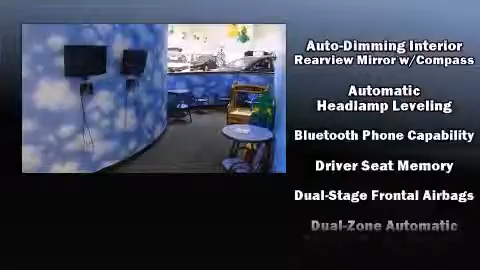 Auto-Dimming Interior
Rearview Mirror w/Compass
Automatic
Headlamp Leveling
Bluetooth Phone Capability
Driver Seat Memory
Dual-Stage Frontal Airbags
Dual-Zone Automatic